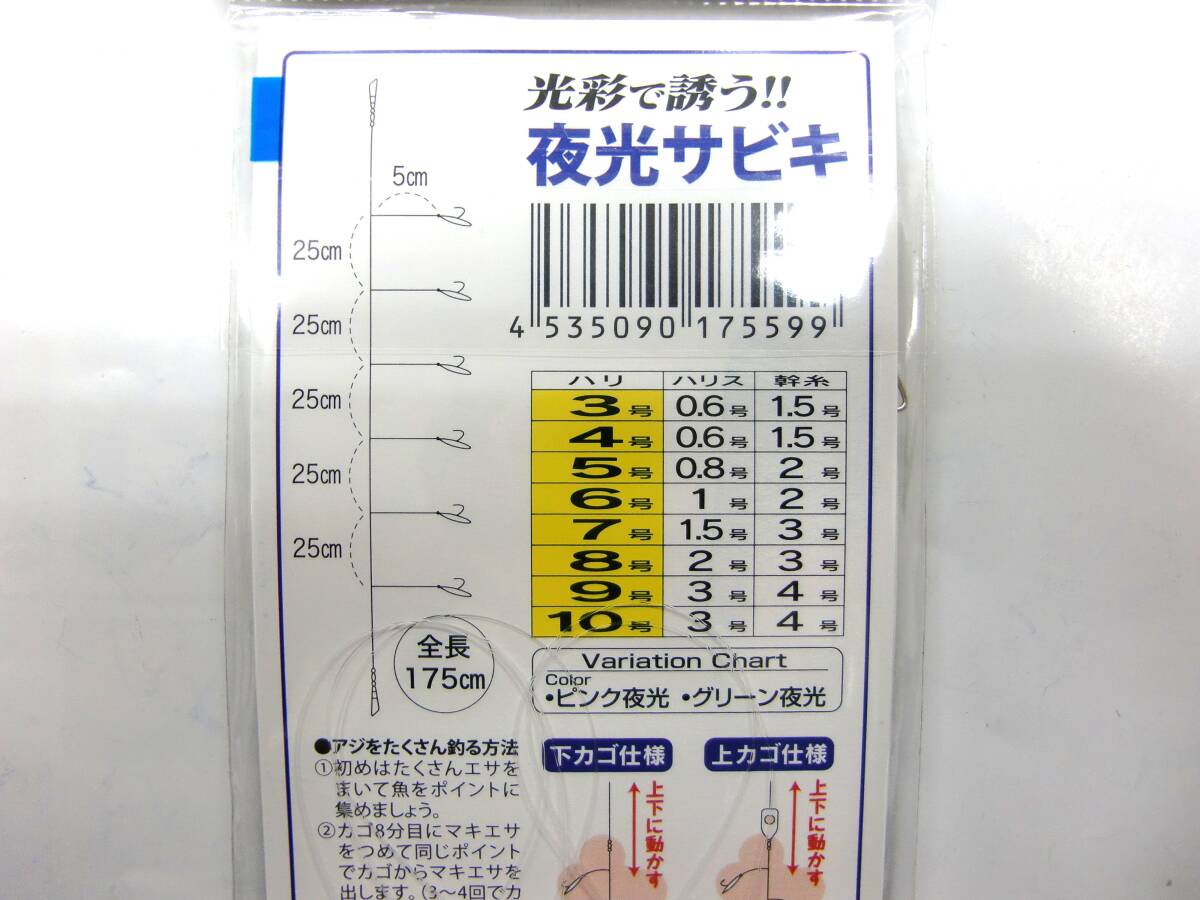 光彩で誘う!!
夜光サビキ
5cm
25cm
25cm
25cm
25cm
25cm
全長
175cm
4 535090 175599
ハリ ハリス 幹糸
3号 0.6号 1.5号
4号 0.6号 1.5号
5号 0.8号 2号
6号 1号 2号
7号 1.5号 3号
8号 2号 3号
9号 3号 4号
10号 3号 4号
Variation Chart
Color
・ピンク夜光 ・グリーン夜光
●アジをたくさん釣る方法
①初めはたくさんエサを
まいて魚をポイントに
集めましょう。
②カゴ8分目にマキエサ
をつめて同じポイント
でカゴからマキエサを
出します。(3〜4回でカ
下カゴ仕様
上下に動かす
上カゴ仕様
上下に動かす